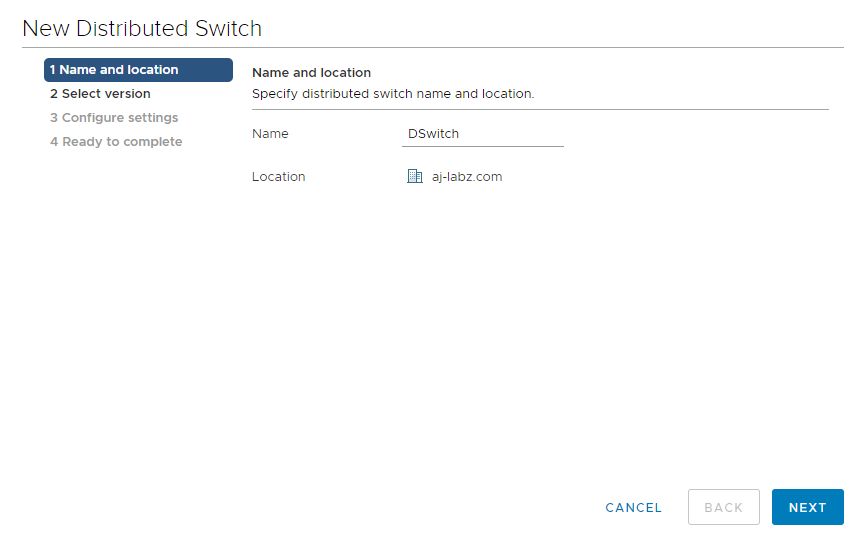 New Distributed Switch
1 Name and location
2 Select version
3 Configure settings
4 Ready to complete
Name and location
Specify distributed switch name and location.
Name DSwitch
Location aj-labz.com
CANCEL BACK NEXT